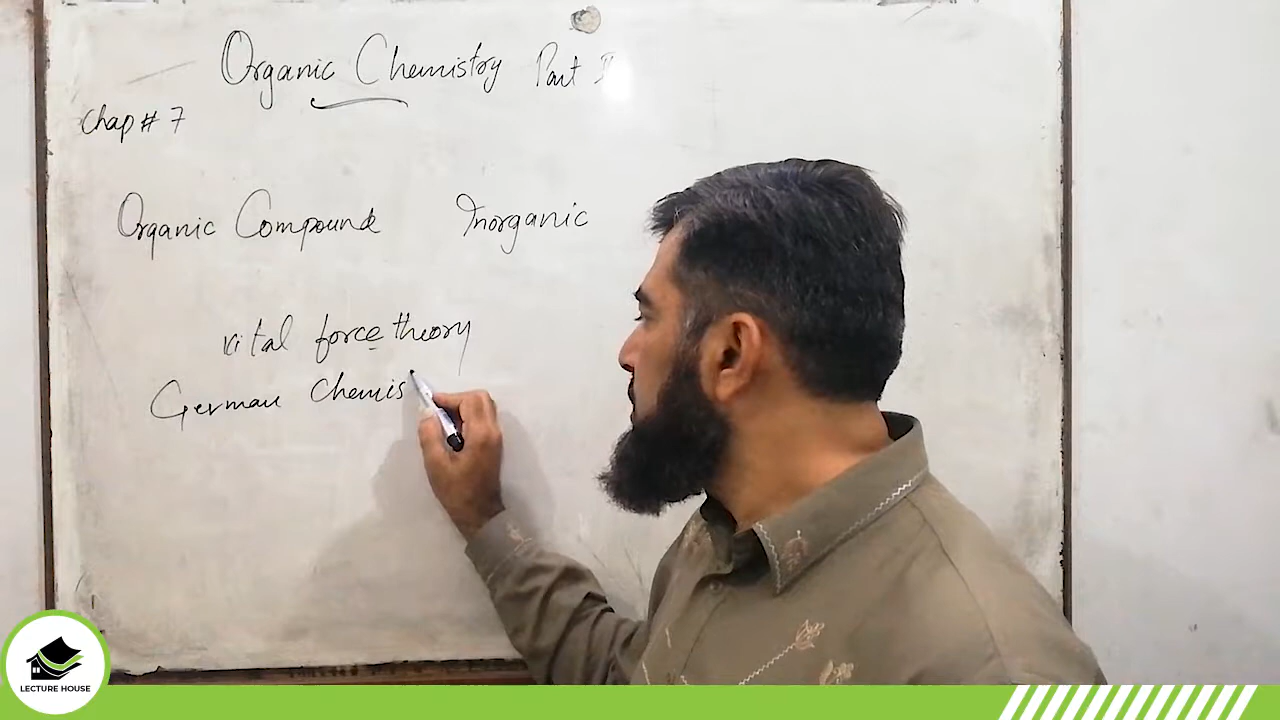 Organic Chemistry Part II
Chap # 7
Organic Compound Inorganic
vital force theory
German Chemis
LECTURE HOUSE